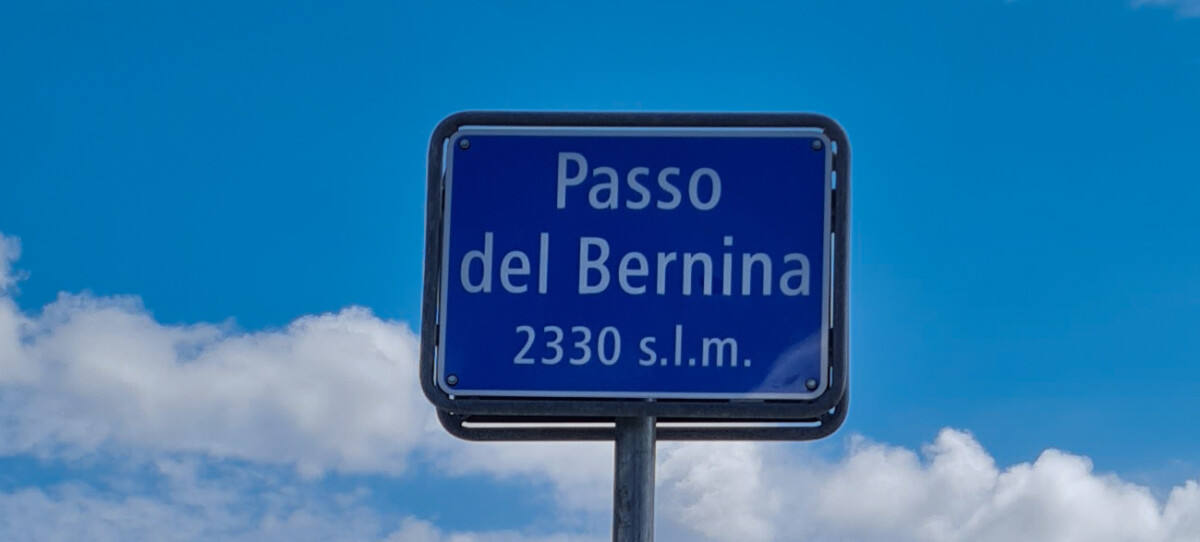 Passo
del Bernina
2330 s.l.m.